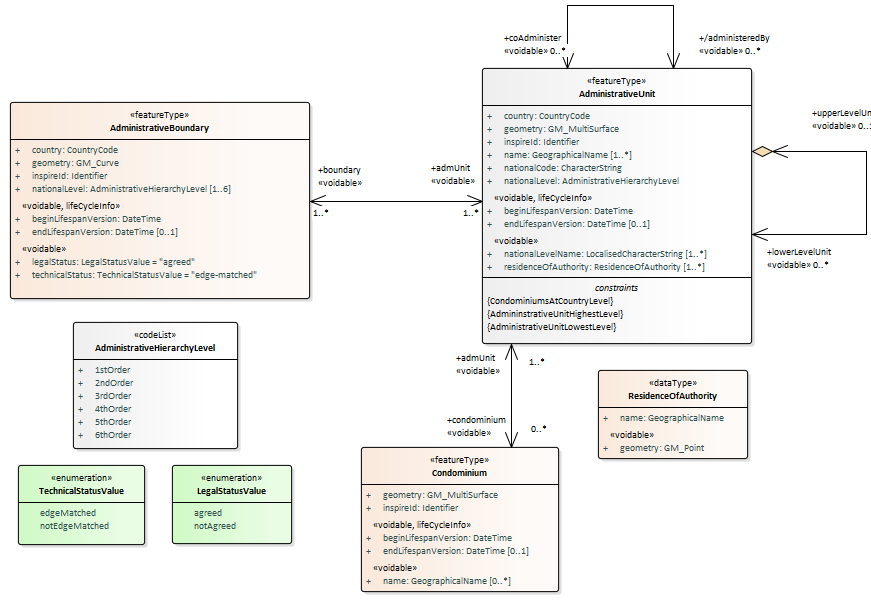 +coAdminister
«voidable» 0..*
+/administeredBy
«voidable» 0..*
«featureType»
AdministrativeUnit
+ country: CountryCode
+ geometry: GM_MultiSurface
+ inspireId: Identifier
+ name: GeographicalName [1..*]
+ nationalCode: CharacterString
+ nationalLevel: AdministrativeHierarchyLevel
«voidable, lifeCycleInfo»
+ beginLifespanVersion: DateTime
+ endLifespanVersion: DateTime [0..1]
«voidable»
+ nationalLevelName: LocalisedCharacterString [1..*]
+ residenceOfAuthority: ResidenceOfAuthority [1..*]
constraints
{CondominiumsAtCountryLevel}
{AdmininstrativeUnitHighestLevel}
{AdministrativeUnitLowestLevel}
+upperLevelUn
«voidable» 0..1
+lowerLevelUnit
«voidable» 0..*
«featureType»
AdministrativeBoundary
+ country: CountryCode
+ geometry: GM_Curve
+ inspireId: Identifier
+ nationalLevel: AdministrativeHierarchyLevel [1..6]
«voidable, lifeCycleInfo»
+ beginLifespanVersion: DateTime
+ endLifespanVersion: DateTime [0..1]
«voidable»
+ legalStatus: LegalStatusValue = "agreed"
+ technicalStatus: TechnicalStatusValue = "edge-matched"
+boundary
«voidable»
1..*
+admUnit
«voidable»
1..*
«codeList»
AdministrativeHierarchyLevel
+ 1stOrder
+ 2ndOrder
+ 3rdOrder
+ 4thOrder
+ 5thOrder
+ 6thOrder
+admUnit
«voidable»
1..*
+condominium
«voidable»
0..*
«dataType»
ResidenceOfAuthority
+ name: GeographicalName
«voidable»
+ geometry: GM_Point
«enumeration»
TechnicalStatusValue
edgeMatched
notEdgeMatched
«enumeration»
LegalStatusValue
agreed
notAgreed
«featureType»
Condominium
+ geometry: GM_MultiSurface
+ inspireId: Identifier
«voidable, lifeCycleInfo»
+ beginLifespanVersion: DateTime
+ endLifespanVersion: DateTime [0..1]
«voidable»
+ name: GeographicalName [0..*]